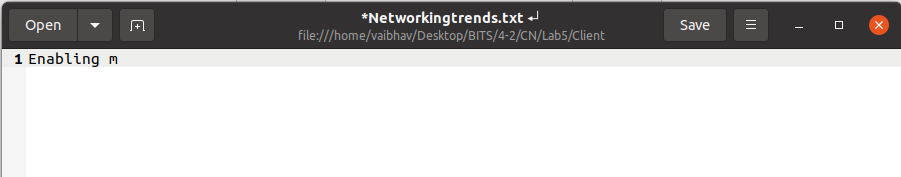 Open
*Networkingtrends.txt
file:///home/vaibhav/Desktop/BITS/4-2/CN/Lab5/Client
Save
1 Enabling m